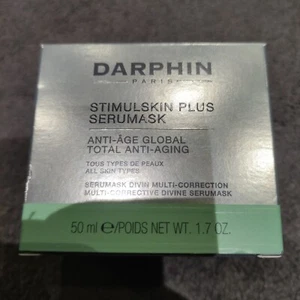 DARPHIN
PARIS
STIMULSKIN PLUS
SERUMASK
ANTI-ÂGE GLOBAL
TOTAL ANTI-AGING
TOUS TYPES DE PEAUX
ALL SKIN TYPES
SERUMASK DIVIN MULTI-CORRECTION
MULTI-CORRECTIVE DIVINE SERUMASK
50 ml ℮/POIDS NET WT. 1.7 OZ.